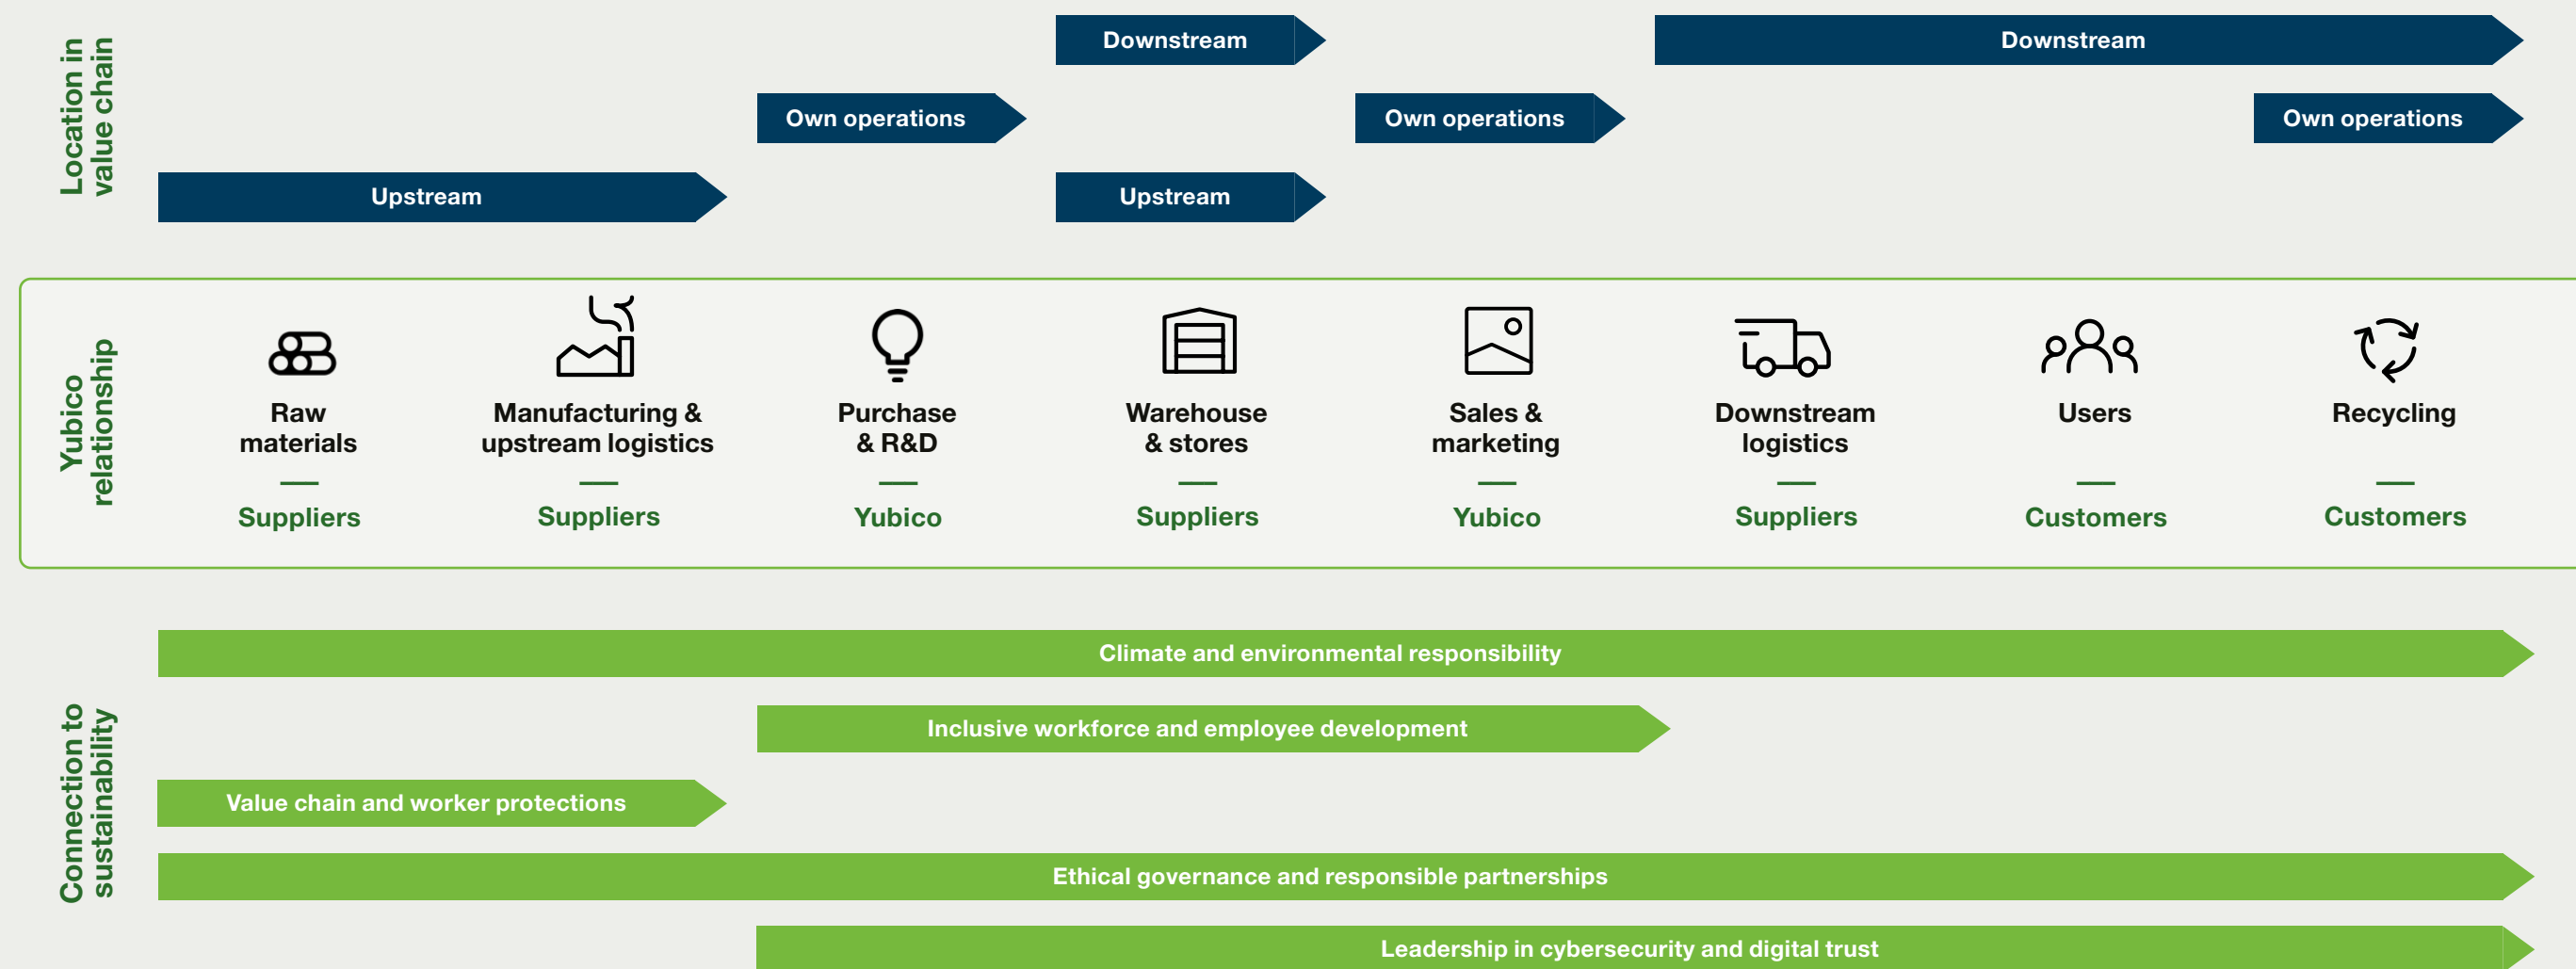 Location in
value chain
Downstream
Downstream
Own operations
Own operations
Own operations
Upstream
Upstream
Yubico
relationship
Raw
materials
Suppliers
Manufacturing &
upstream logistics
Suppliers
Purchase
& R&D
Yubico
Warehouse
& stores
Suppliers
Sales &
marketing
Yubico
Downstream
logistics
Suppliers
Users
Customers
Recycling
Customers
Connection to
sustainability
Climate and environmental responsibility
Inclusive workforce and employee development
Value chain and worker protections
Ethical governance and responsible partnerships
Leadership in cybersecurity and digital trust